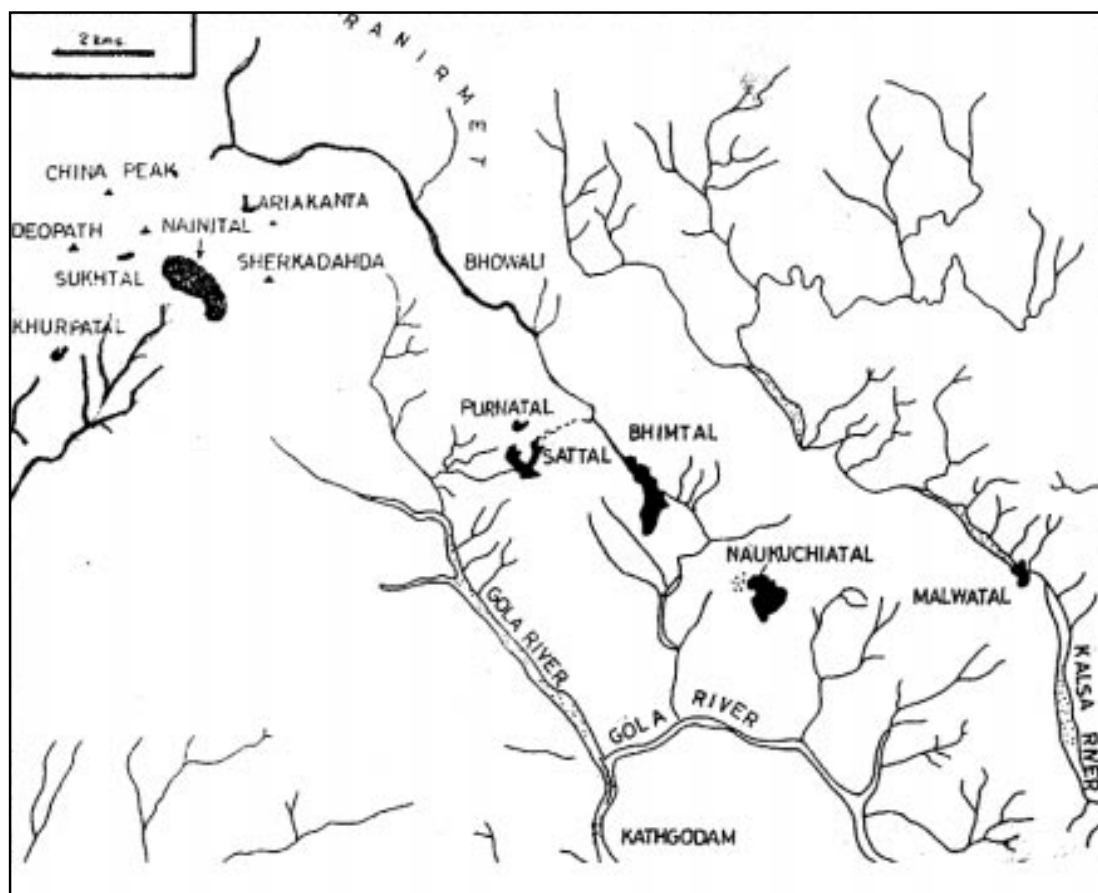 2 kms.
RANIRMET
CHINA PEAK
LARIAKANTA
DEOPATH
NAINITAL
SUKHTAL
SHERKADAHDA
BHOWALI
KHURPATAL
PURNATAL
BHIMTAL
SATTAL
NAUKUCHIATAL
MALWATAL
GOLA RIVER
GOLA RIVER
KALSA RIVER
KATHGODAM